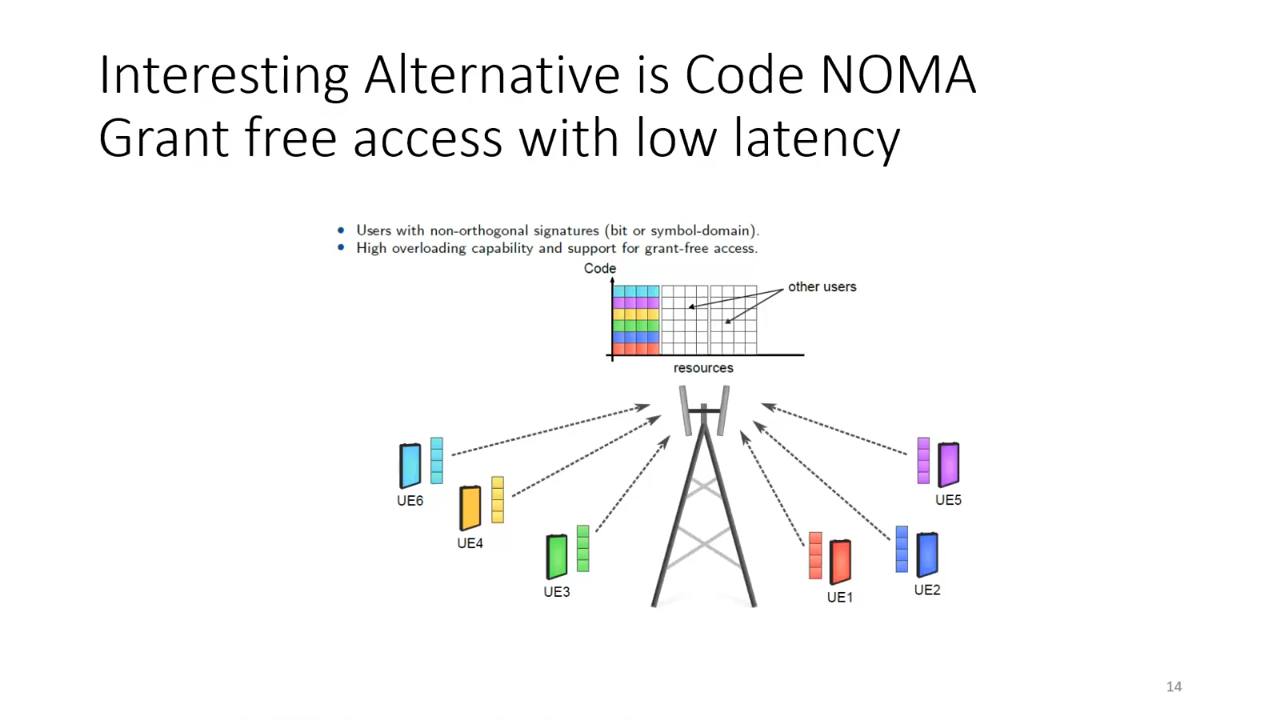 Interesting Alternative is Code NOMA
Grant free access with low latency
• Users with non-orthogonal signatures (bit or symbol-domain).
• High overloading capability and support for grant-free access.
Code
other users
resources
UE6
UE4
UE3
UE1
UE2
UE5
14